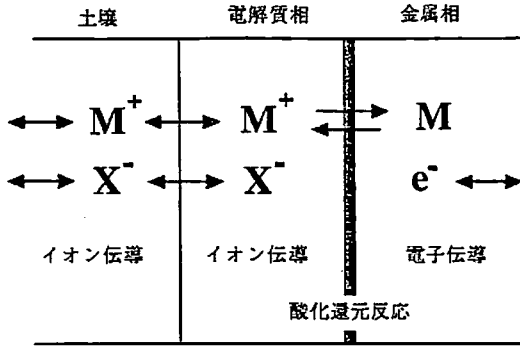 土壌 電解質相 金属相
M⁺ M⁺ M
X⁻ X⁻ e⁻
イオン伝導 イオン伝導 電子伝導
酸化還元反応